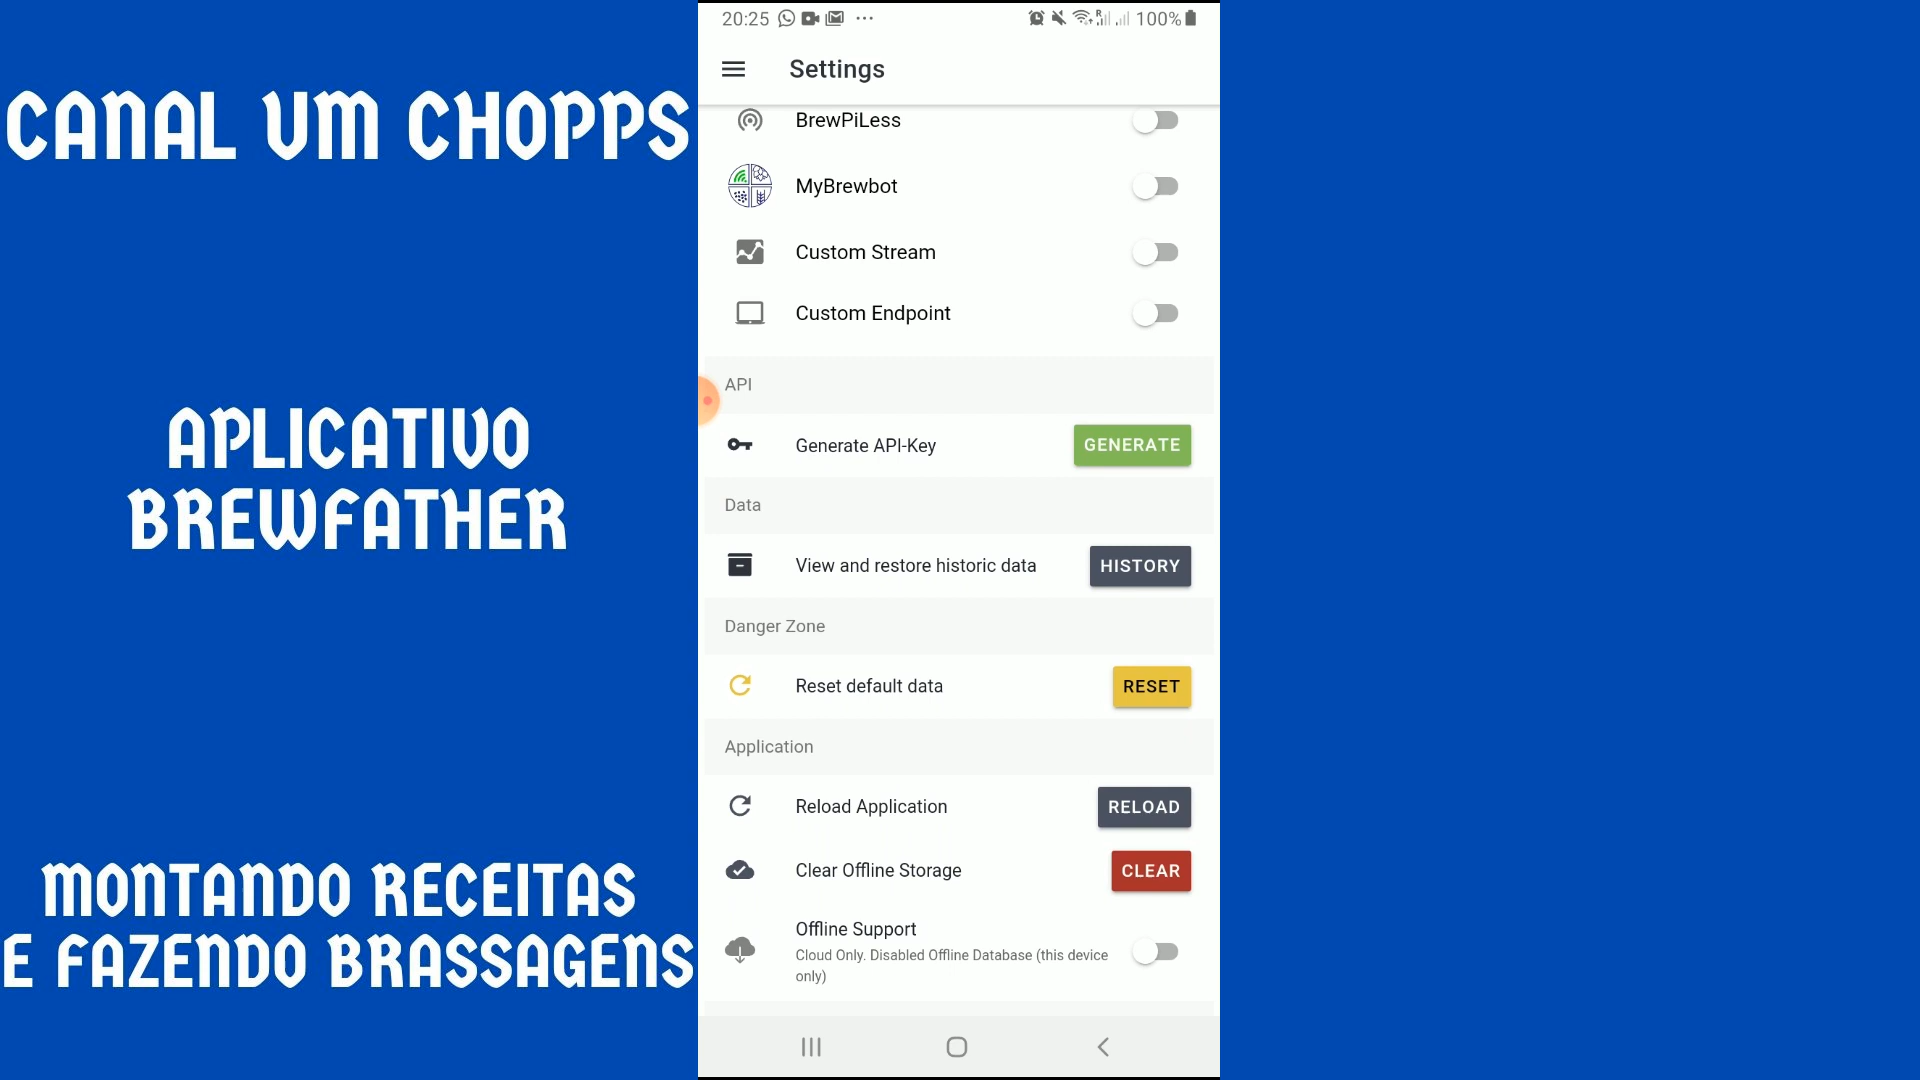 CANAL UM CHOPPS
APLICATIVO
BREWFATHER
MONTANDO RECEITAS
E FAZENDO BRASSAGENS
20:25 ... 100%
Settings
BrewPiLess
MyBrewbot
Custom Stream
Custom Endpoint
API
Generate API-Key GENERATE
Data
View and restore historic data HISTORY
Danger Zone
Reset default data RESET
Application
Reload Application RELOAD
Clear Offline Storage CLEAR
Offline Support
Cloud Only. Disabled Offline Database (this device
only)